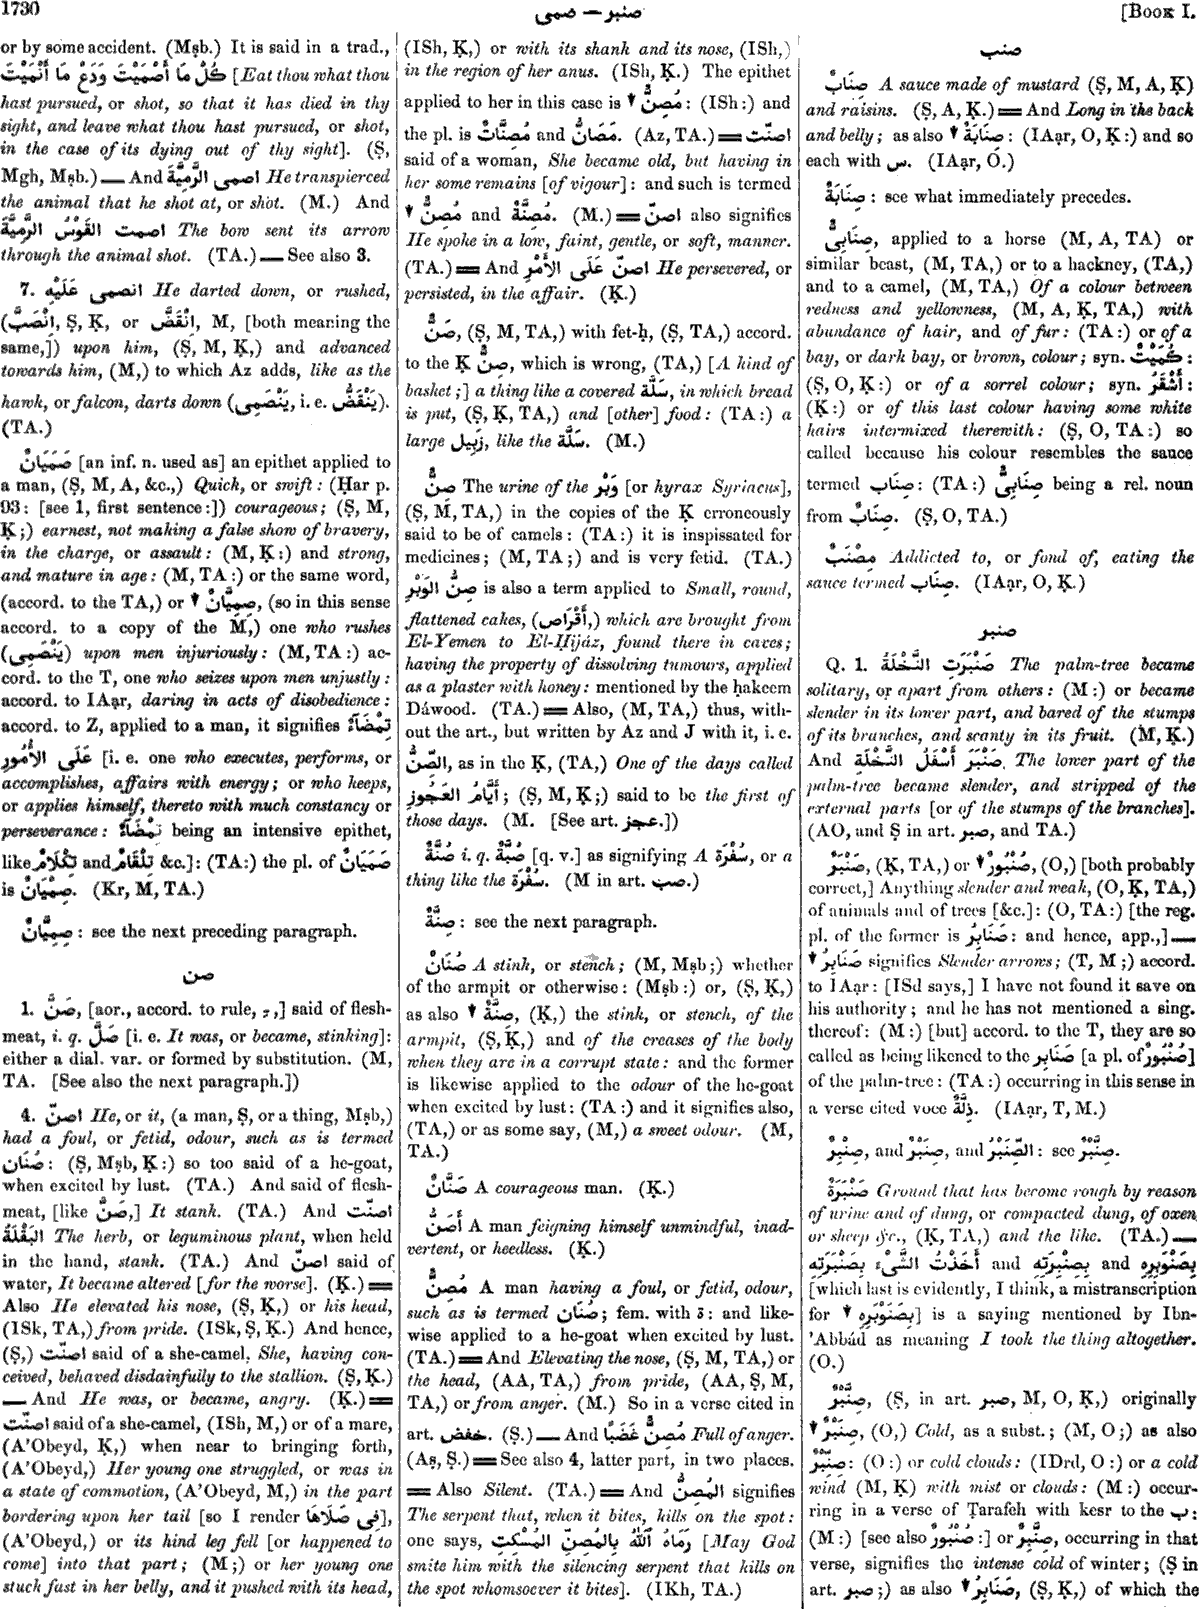 1730
صمى — صنبر
[Book I.
or by some accident. (Mṣb.) It is said in a trad.,
كُلْ مَا أَصْمَيْتَ وَدَعْ مَا أَنْمَيْتَ [Eat thou what thou
hast pursued, or shot, so that it has died in thy
sight, and leave what thou hast pursued, or shot,
in the case of its dying out of thy sight]. (Ṣ,
Mgh, Mṣb.) — And اصمى الرَّمِيَّةَ He transpierced
the animal that he shot at, or shot. (M.) And
اصمت القَوْسُ الرَّمِيَّةَ The bow sent its arrow
through the animal shot. (TA.) — See also 3.
7. انصمى عَلَيْهِ He darted down, or rushed,
(اِنْصَبَّ, Ṣ, Ḳ, or اِنْقَضَّ, M, [both meaning the
same,]) upon him, (Ṣ, M, Ḳ,) and advanced
towards him, (M,) to which Az adds, like as the
hawk, or falcon, darts down (يَنْصَمِى, i. e. يَنْقَضُّ).
(TA.)
صَمَيَانٌ [an inf. n. used as] an epithet applied to
a man, (Ṣ, M, A, &c.,) Quick, or swift: (Ḥar p.
93: [see 1, first sentence:]) courageous; (Ṣ, M,
Ḳ;) earnest, not making a false show of bravery,
in the charge, or assault: (M, Ḳ:) and strong,
and mature in age: (M, TA:) or the same word,
(accord. to the TA,) or ↓ صِمِيَّانٌ, (so in this sense
accord. to a copy of the M,) one who rushes
(يَنْصَمِى) upon men injuriously: (M, TA:) ac-
cord. to the T, one who seizes upon men unjustly:
accord. to IAạr, daring in acts of disobedience:
accord. to Z, applied to a man, it signifies تِمْضَآءٌ
عَلَى الأُمُورِ [i. e. one who executes, performs, or
accomplishes, affairs with energy; or who keeps,
or applies himself, thereto with much constancy or
perseverance: تِمْضَآءٌ being an intensive epithet,
like تِكْلَامٌ and تِلْقَامٌ &c.]: (TA:) the pl. of صَمَيَانٌ
is صِمْيَانٌ. (Kr, M, TA.)
صِمِيَّانٌ: see the next preceding paragraph.
صن
1. صَنَّ, [aor., accord. to rule, ِ,] said of flesh-
meat, i. q. صَلَّ [i. e. It was, or became, stinking]:
either a dial. var. or formed by substitution. (M,
TA. [See also the next paragraph.])
4. اصنّ He, or it, (a man, Ṣ, or a thing, Mṣb,)
had a foul, or fetid, odour, such as is termed
صُنَان: (Ṣ, Mṣb, Ḳ:) so too said of a he-goat,
when excited by lust. (TA.) And said of flesh-
meat, [like صَنَّ,] It stank. (TA.) And اصنّت
البَقْلَةُ The herb, or leguminous plant, when held
in the hand, stank. (TA.) And اصنّ said of
water, It became altered [for the worse]. (Ḳ.) ==
Also He elevated his nose, (Ṣ, Ḳ,) or his head,
(ISk, TA,) from pride. (ISk, Ṣ, Ḳ.) And hence,
(Ṣ,) اصنّت said of a she-camel, She, having con-
ceived, behaved disdainfully to the stallion. (Ṣ, Ḳ.)
— And He was, or became, angry. (Ḳ.) ==
اصنّت said of a she-camel, (ISh, M,) or of a mare,
(A'Obeyd, Ḳ,) when near to bringing forth,
(A'Obeyd,) Her young one struggled, or was in
a state of commotion, (A'Obeyd, M,) in the part
bordering upon her tail [so I render فِى صَلَاهَا],
(A'Obeyd,) or its hind leg fell [or happened to
come] into that part; (M;) or her young one
stuck fast in her belly, and it pushed with its head,
(ISh, Ḳ,) or with its shank and its nose, (ISh,)
in the region of her anus. (ISh, Ḳ.) The epithet
applied to her in this case is ↓ مُصِنٌّ: (ISh:) and
the pl. is مُصِنَّاتٌ and مَصَانُّ. (Az, TA.) == اصنّت
said of a woman, She became old, but having in
her some remains [of vigour]: and such is termed
↓ مُصِنٌّ and مُصِنَّةٌ. (M.) == اصنّ also signifies
He spoke in a low, faint, gentle, or soft, manner.
(TA.) == And اصنّ عَلَى الأَمْرِ He persevered, or
persisted, in the affair. (Ḳ.)
صَنٌّ, (Ṣ, M, TA,) with fet-ḥ, (Ṣ, TA,) accord.
to the Ḳ صِنٌّ, which is wrong, (TA,) [A kind of
basket;] a thing like a covered سَلَّة, in which bread
is put, (Ṣ, Ḳ, TA,) and [other] food: (TA:) a
large زَبِيل, like the سَلَّة. (M.)
صِنٌّ The urine of the وَبْر [or hyrax Syriacus],
(Ṣ, M, TA,) in the copies of the Ḳ erroneously
said to be of camels: (TA:) it is inspissated for
medicines; (M, TA;) and is very fetid. (TA.)
صِنُّ الوَبْرِ is also a term applied to Small, round,
flattened cakes, (أَقْرَاص,) which are brought from
El-Yemen to El-Ḥijáz, found there in caves;
having the property of dissolving tumours, applied
as a plaster with honey: mentioned by the ḥakeem
Dáwood. (TA.) == Also, (M, TA,) thus, with-
out the art., but written by Az and J with it, i. e.
الصِّنُّ, as in the Ḳ, (TA,) One of the days called
أَيَّامُ العَجُوزِ; (Ṣ, M, Ḳ;) said to be the first of
those days. (M. [See art. عجز.])
صُنَّةٌ i. q. صُبَّةٌ [q. v.] as signifying A سُفْرَة, or a
thing like the سُفْرَة. (M in art. صب.)
صِنَّةٌ: see the next paragraph.
صُنَانٌ A stink, or stench; (M, Mṣb;) whether
of the armpit or otherwise: (Mṣb:) or, (Ṣ, Ḳ,)
as also ↓ صِنَّةٌ, (Ḳ,) the stink, or stench, of the
armpit, (Ṣ, Ḳ,) and of the creases of the body
when they are in a corrupt state: and the former
is likewise applied to the odour of the he-goat
when excited by lust: (TA:) and it signifies also,
(TA,) or as some say, (M,) a sweet odour. (M,
TA.)
صَنَّانٌ A courageous man. (Ḳ.)
أَصَنُّ A man feigning himself unmindful, inad-
vertent, or heedless. (Ḳ.)
مُصِنٌّ A man having a foul, or fetid, odour,
such as is termed صُنَان; fem. with ة: and like-
wise applied to a he-goat when excited by lust.
(TA.) == And Elevating the nose, (Ṣ, M, TA,) or
the head, (AA, TA,) from pride, (AA, Ṣ, M,
TA,) or from anger. (M.) So in a verse cited in
art. خفض. (Ṣ.) — And مُصِنٌّ غَضَبًا Full of anger.
(Aṣ, Ṣ.) == See also 4, latter part, in two places.
== Also Silent. (TA.) == And المُصِنُّ signifies
The serpent that, when it bites, kills on the spot:
one says, رَمَاهُ ٱللّٰهُ بِالمُصِنِّ المُسْكِتِ [May God
smite him with the silencing serpent that kills on
the spot whomsoever it bites]. (IKh, TA.)
صنب
صِنَابٌ A sauce made of mustard (Ṣ, M, A, Ḳ)
and raisins. (Ṣ, A, Ḳ.) == And Long in the back
and belly; as also ↓ صِنَابَةٌ: (IAạr, O, Ḳ:) and so
each with س. (IAạr, O.)
صِنَابَةٌ: see what immediately precedes.
صِنَابِىٌّ, applied to a horse (M, A, TA) or
similar beast, (M, TA,) or to a hackney, (TA,)
and to a camel, (M, TA,) Of a colour between
redness and yellowness, (M, A, Ḳ, TA,) with
abundance of hair, and of fur: (TA:) or of a
bay, or dark bay, or brown, colour; syn. كُمَيْتٌ:
(Ṣ, O, Ḳ:) or of a sorrel colour; syn. أَشْقَرُ:
(Ḳ:) or of this last colour having some white
hairs intermixed therewith: (Ṣ, O, TA:) so
called because his colour resembles the sauce
termed صِنَاب: (TA:) صِنَابِىٌّ being a rel. noun
from صِنَابٌ. (Ṣ, O, TA.)
مِصْنَبٌ Addicted to, or fond of, eating the
sauce termed صِنَاب. (IAạr, O, Ḳ.)
صنبر
Q. 1. صَنْبَرَتِ النَّخْلَةُ The palm-tree became
solitary, or apart from others: (M:) or became
slender in its lower part, and bared of the stumps
of its branches, and scanty in its fruit. (M, Ḳ.)
And صَنْبَرَ أَسْفَلُ النَّخْلَةِ The lower part of the
palm-tree became slender, and stripped of the
external parts [or of the stumps of the branches].
(AO, and Ṣ in art. صبر, and TA.)
صَنْبَرٌ, (Ḳ, TA,) or ↓ صُنْبُورٌ, (O,) [both probably
correct,] Anything slender and weak, (O, Ḳ, TA,)
of animals and of trees [&c.]: (O, TA:) [the reg.
pl. of the former is صَنَابِرُ: and hence, app.,] —
↓ صَنَابِرُ signifies Slender arrows; (T, M;) accord.
to IAạr: [ISd says,] I have not found it save on
his authority; and he has not mentioned a sing.
thereof: (M:) [but] accord. to the T, they are so
called as being likened to the صَنَابِر [a pl. of صُنْبُورٌ]
of the palm-tree: (TA:) occurring in this sense in
a verse cited voce ذِلَّةٌ. (IAạr, T, M.)
صِنْبِرٌ, and صِنَبْرٌ, and الصِّنَبْرُ: see صِنَّبْرٌ.
صَنْبَرَةٌ Ground that has become rough by reason
of urine and of dung, or compacted dung, of oxen
or sheep &c., (Ḳ, TA,) and the like. (TA.) —
أَخَذْتُ الشَّىْءَ بِصَنْبَرَتِهِ and بِصِنْبِرَتِهِ and بِصَنْوبرِهِ
[which last is evidently, I think, a mistranscription
for ↓ بِصَنَوْبَرِهِ] is a saying mentioned by Ibn-
'Abbád as meaning I took the thing altogether.
(O.)
صِنَّبْرٌ, (Ṣ, in art. صبر, M, O, Ḳ,) originally
↓ صِنَبْرٌ, (O,) Cold, as a subst.; (M, O;) as also
صِنِّبْرٌ: (O:) or cold clouds: (IDrd, O:) or a cold
wind (M, Ḳ) with mist or clouds: (M:) occur-
ring in a verse of Ṭarafeh with kesr to the ب:
(M:) [see also صُنْبُورٌ:] or صِنَّبِرٌ, occurring in that
verse, signifies the intense cold of winter; (Ṣ in
art. صبر;) as also ↓ صَنَابِرُ, (Ṣ, Ḳ,) of which the